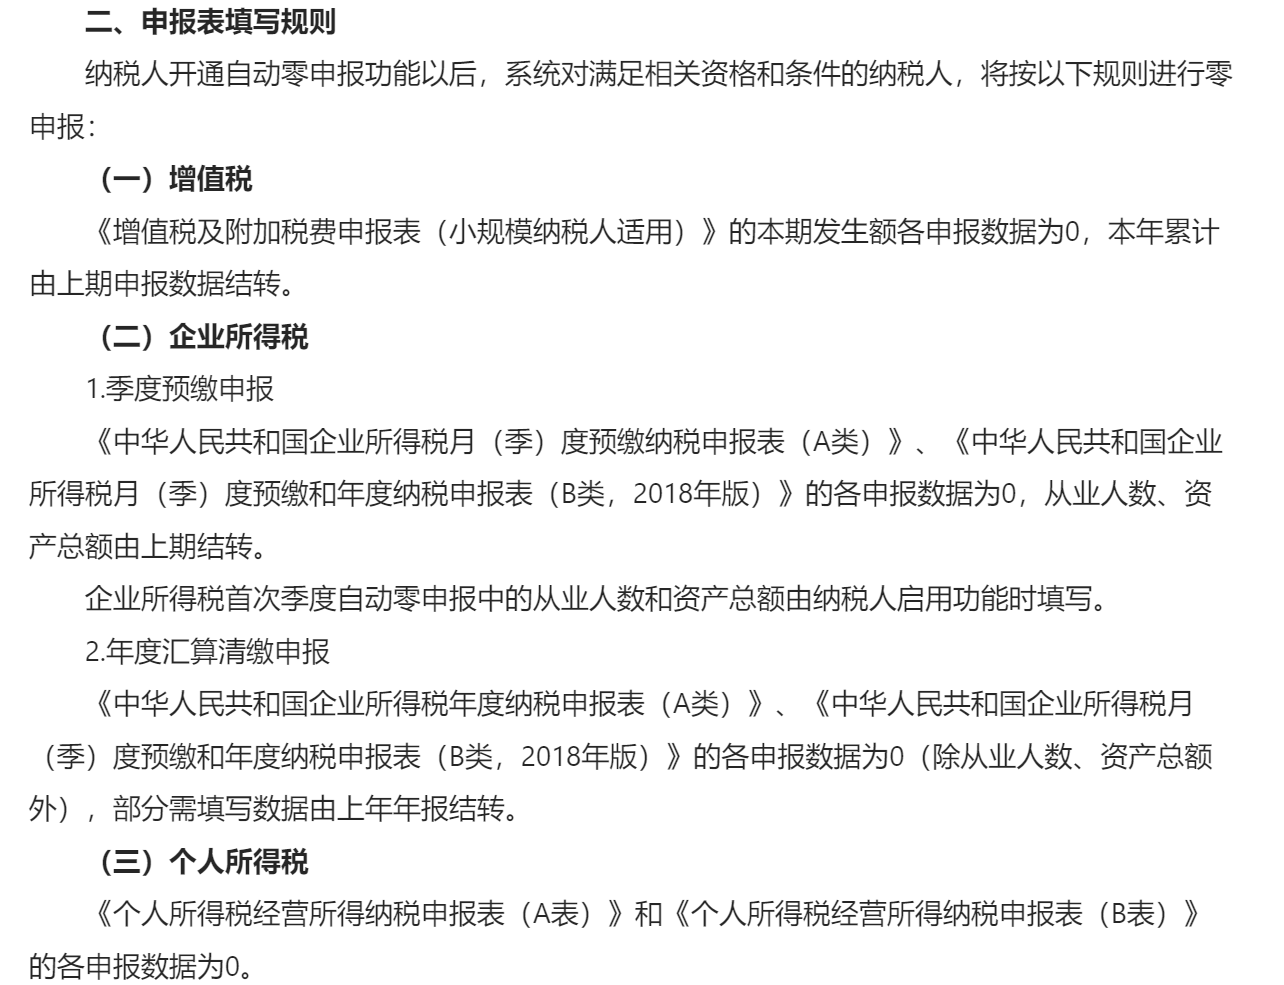 二、申报表填写规则
纳税人开通自动零申报功能以后，系统对满足相关资格和条件的纳税人，将按以下规则进行零
申报：
（一）增值税
《增值税及附加税费申报表（小规模纳税人适用）》的本期发生额各申报数据为0，本年累计
由上期申报数据结转。
（二）企业所得税
1.季度预缴申报
《中华人民共和国企业所得税月（季）度预缴纳税申报表（A类）》、《中华人民共和国企业
所得税月（季）度预缴和年度纳税申报表（B类，2018年版）》的各申报数据为0，从业人数、资
产总额由上期结转。
企业所得税首次季度自动零申报中的从业人数和资产总额由纳税人启用功能时填写。
2.年度汇算清缴申报
《中华人民共和国企业所得税年度纳税申报表（A类）》、《中华人民共和国企业所得税月
（季）度预缴和年度纳税申报表（B类，2018年版）》的各申报数据为0（除从业人数、资产总额
外），部分需填写数据由上年年报结转。
（三）个人所得税
《个人所得税经营所得纳税申报表（A表）》和《个人所得税经营所得纳税申报表（B表）》
的各申报数据为0。